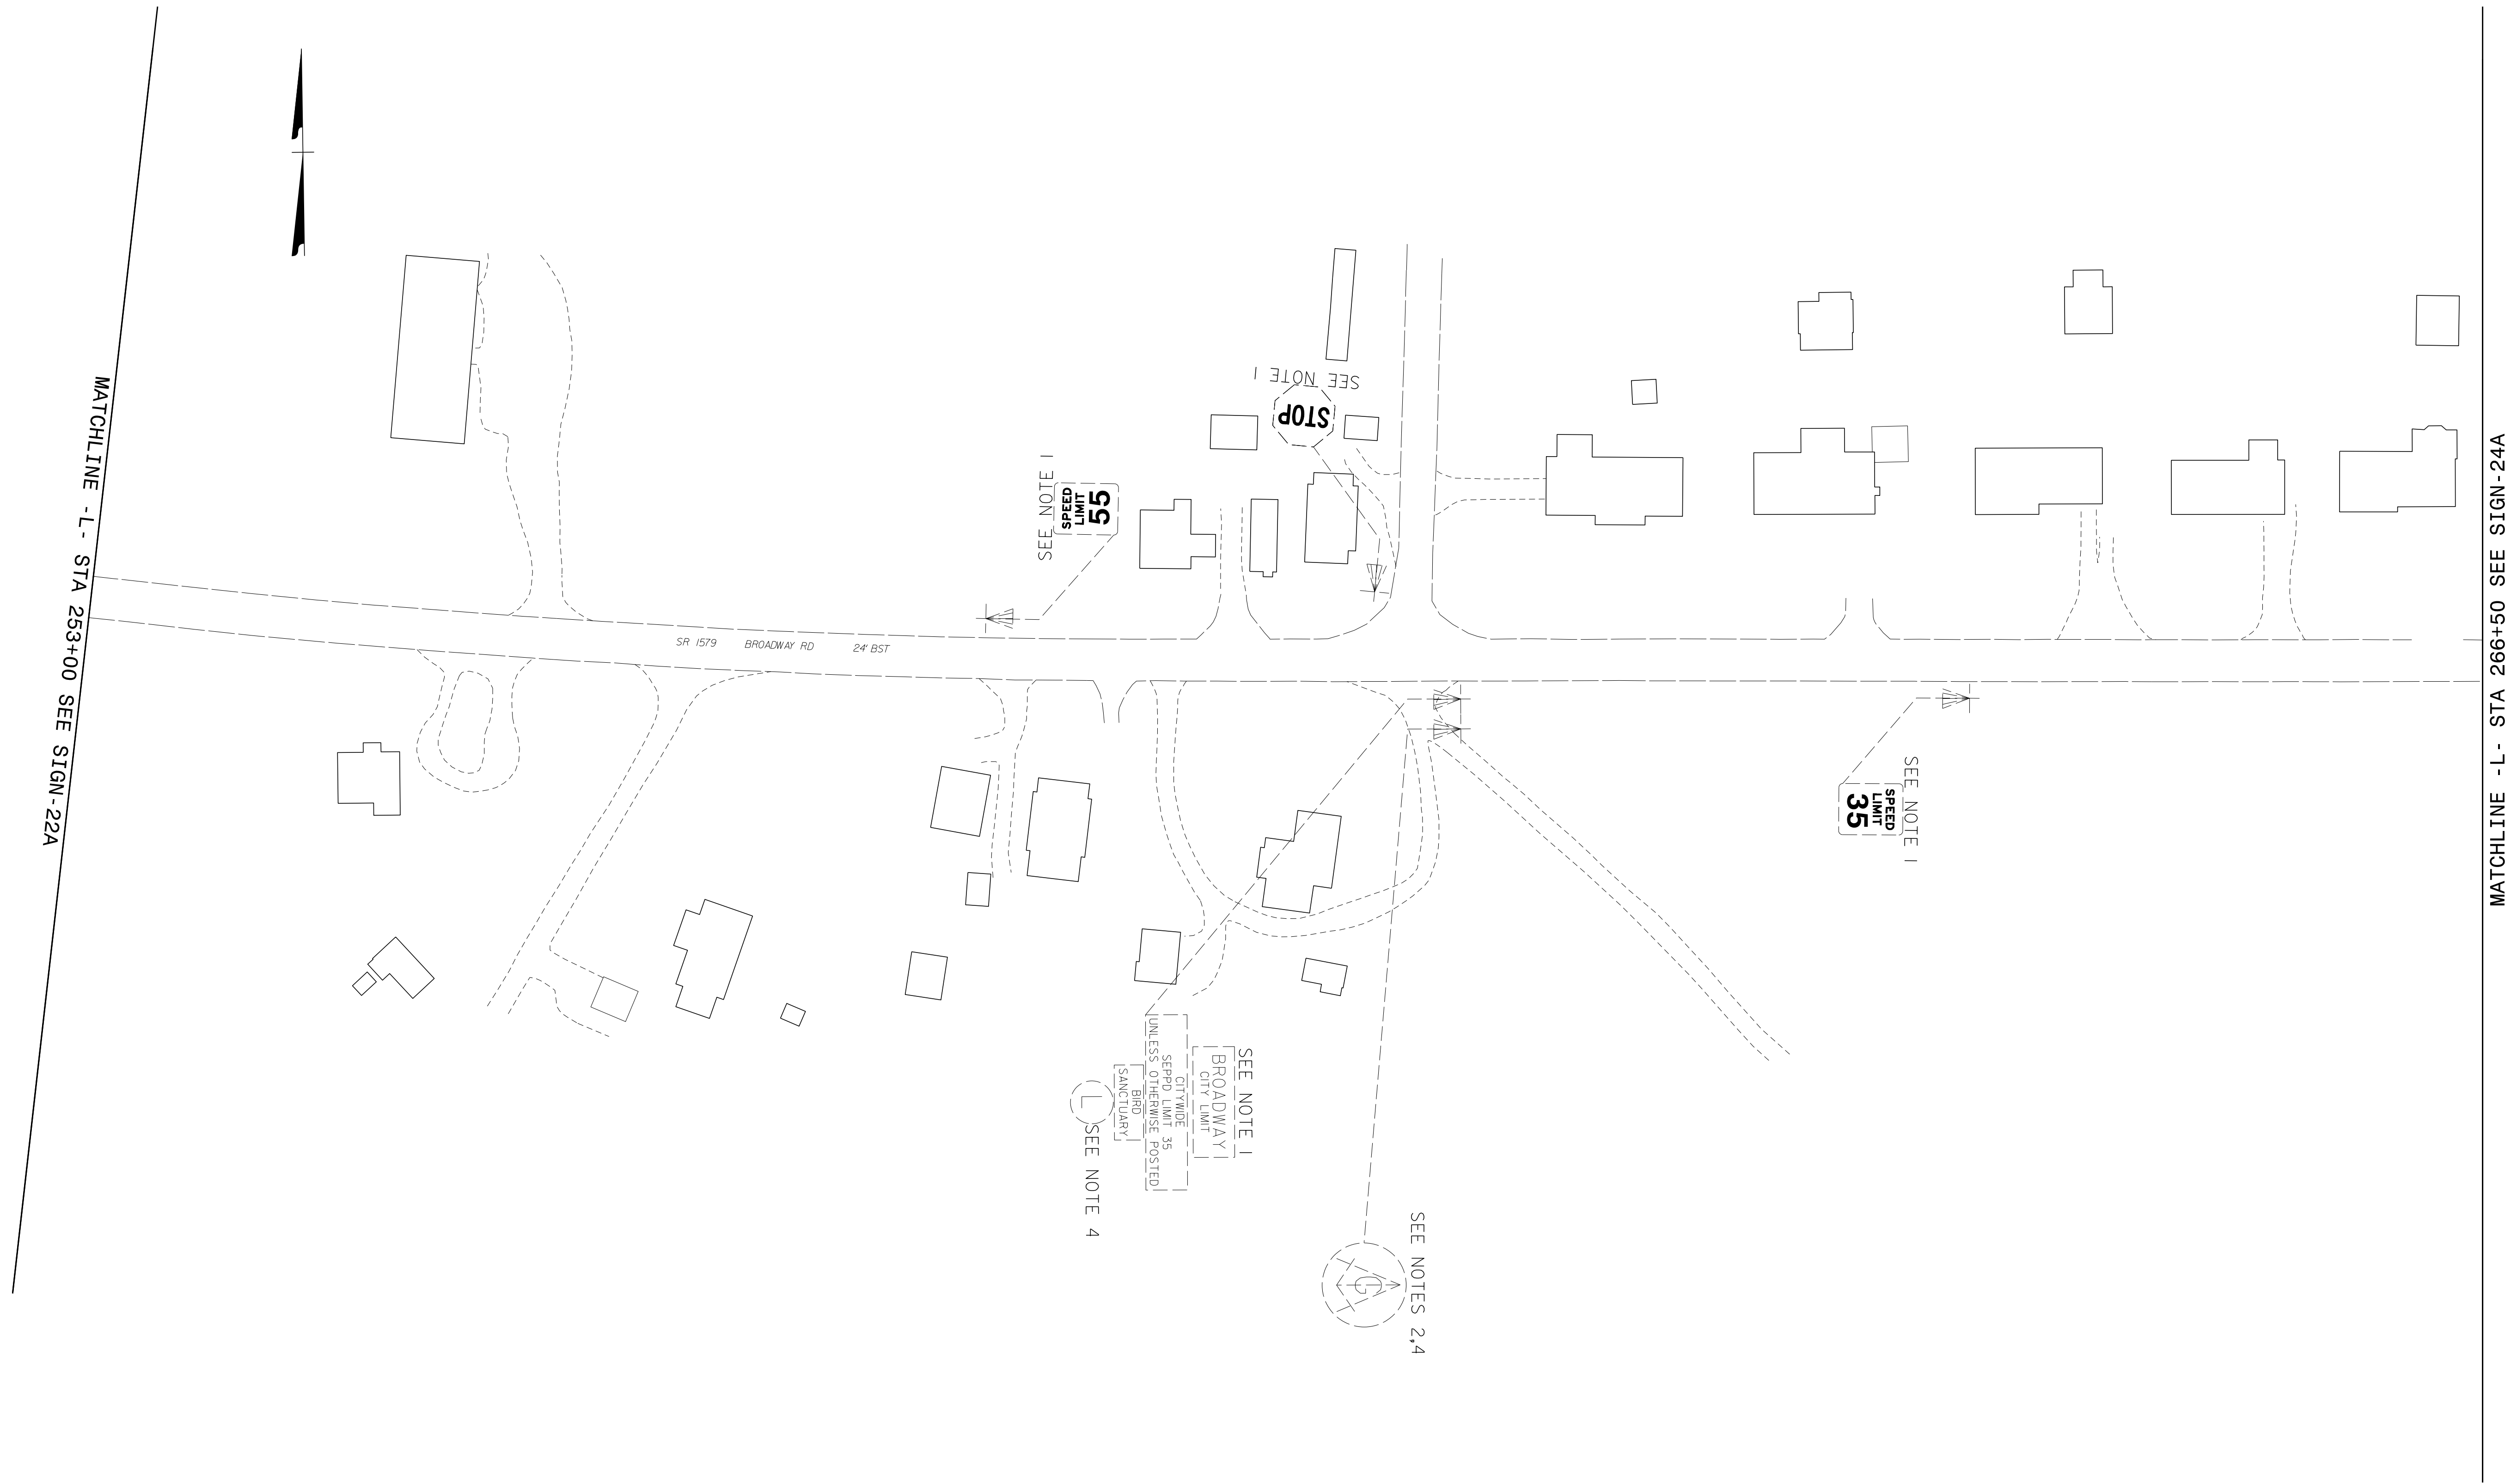 MATCHLINE -L- STA 253+00 SEE SIGN-22A
SEE NOTE 1
STOP
SEE NOTE 1
SPEED
LIMIT
55
SR 1579 BROADWAY RD 24' BST
SEE NOTE 1
SPEED
LIMIT
35
SEE NOTE 1
BROADWAY
CITY LIMIT
CITYWIDE
SEPPD LIMIT 35
UNLESS OTHERWISE POSTED
BIRD
SANCTUARY
L
SEE NOTE 4
SEE NOTES 2,4
G
MATCHLINE -L- STA 266+50 SEE SIGN-24A